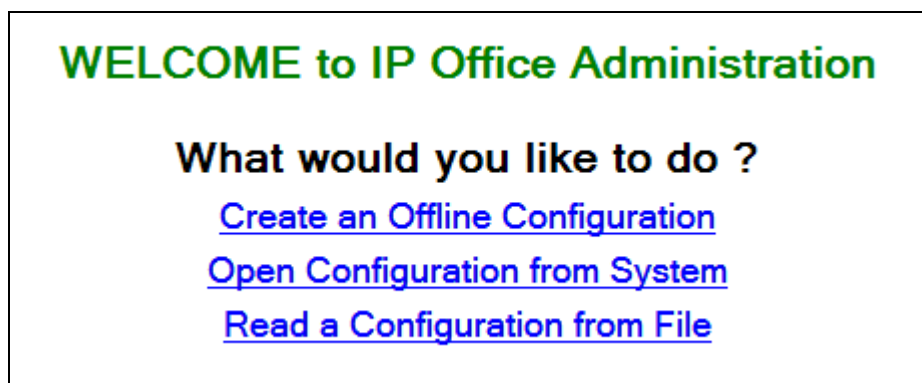 WELCOME to IP Office Administration
What would you like to do ?
Create an Offline Configuration
Open Configuration from System
Read a Configuration from File